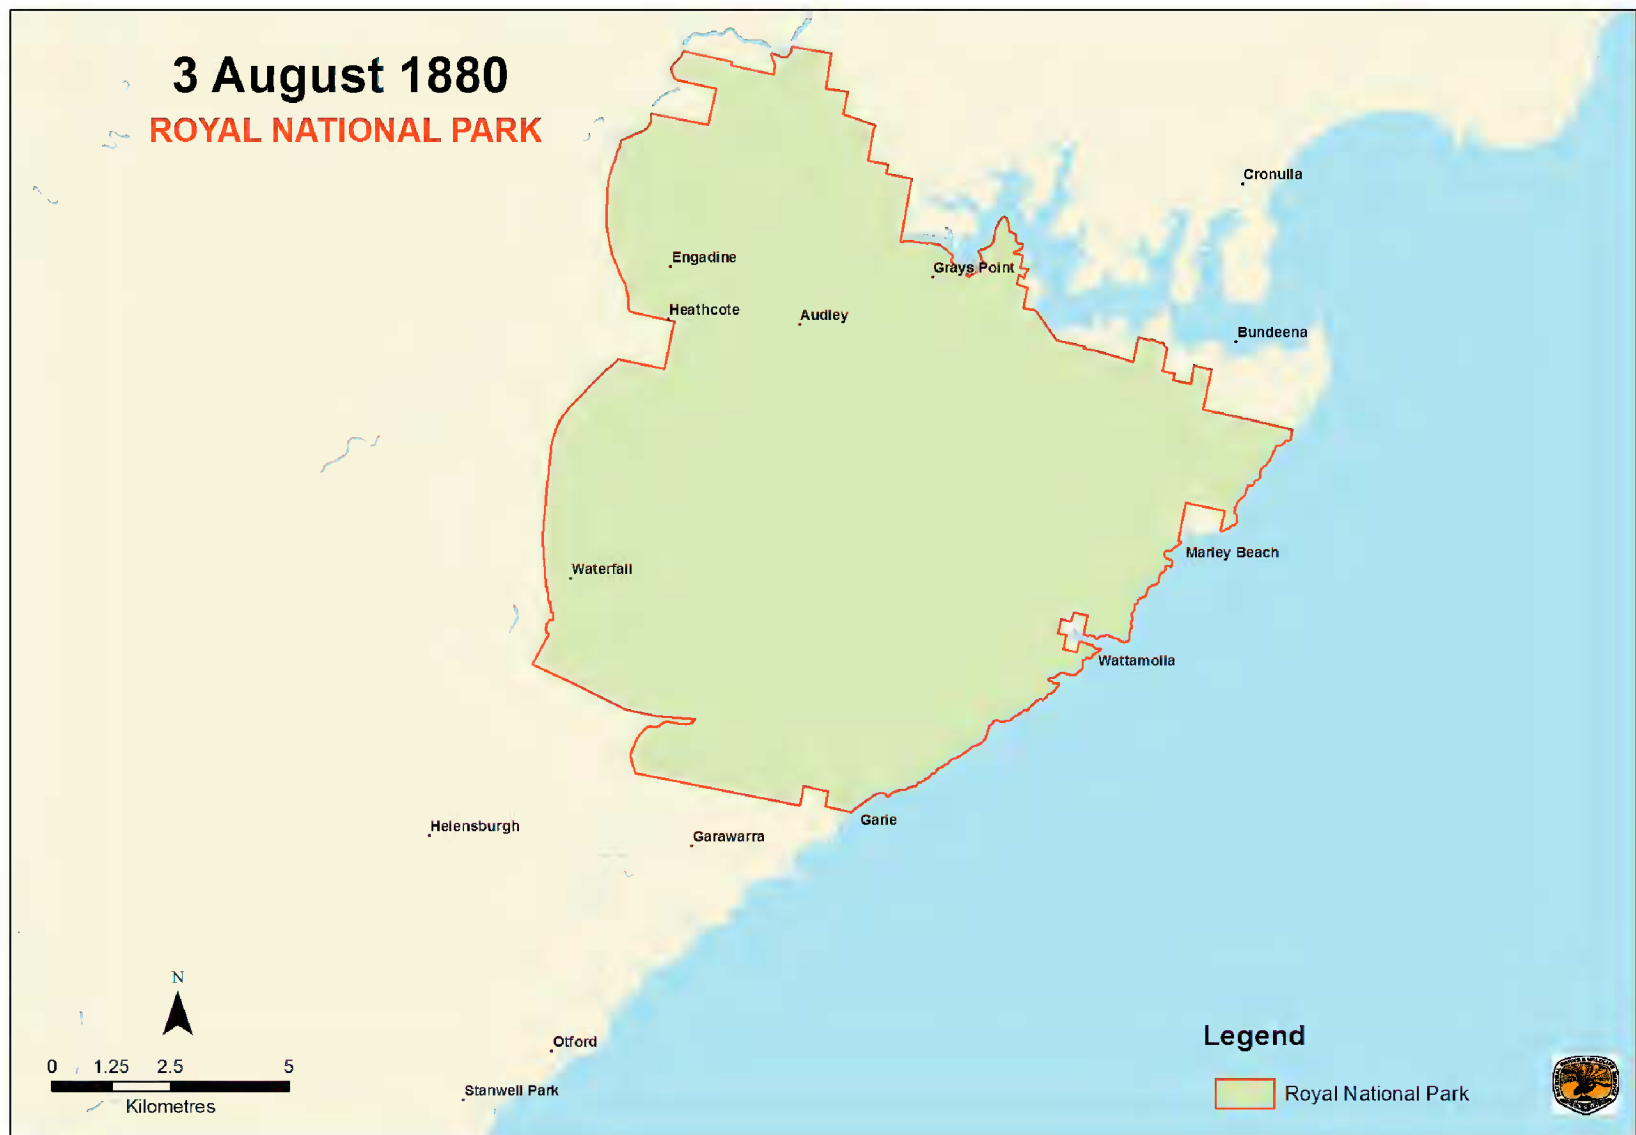 3 August 1880
ROYAL NATIONAL PARK
Cronulla
Engadine
Grays Point
Heathcote
Audley
Bundeena
Marley Beach
Waterfall
Wattamolla
Garie
Helensburgh
Garawarra
N
Otford
Stanwell Park
0 1.25 2.5 5
Kilometres
Legend
Royal National Park